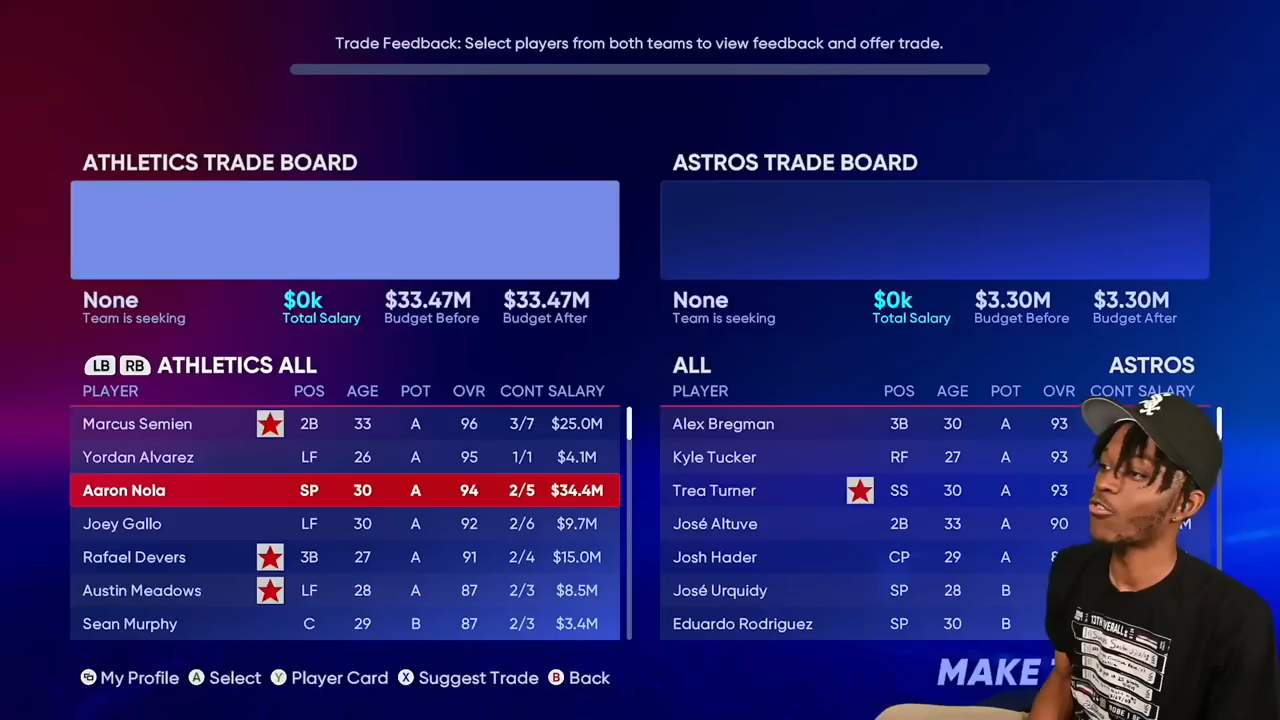 Trade Feedback: Select players from both teams to view feedback and offer trade.
ATHLETICS TRADE BOARD
None $0k $33.47M $33.47M
Team is seeking Total Salary Budget Before Budget After
LB RB ATHLETICS ALL
PLAYER POS AGE POT OVR CONT SALARY
Marcus Semien 2B 33 A 96 3/7 $25.0M
Yordan Alvarez LF 26 A 95 1/1 $4.1M
Aaron Nola SP 30 A 94 2/5 $34.4M
Joey Gallo LF 30 A 92 2/6 $9.7M
Rafael Devers 3B 27 A 91 2/4 $15.0M
Austin Meadows LF 28 A 87 2/3 $8.5M
Sean Murphy C 29 B 87 2/3 $3.4M
ASTROS TRADE BOARD
None $0k $3.30M $3.30M
Team is seeking Total Salary Budget Before Budget After
ALL ASTROS
PLAYER POS AGE POT OVR CONT SALARY
Alex Bregman 3B 30 A 93
Kyle Tucker RF 27 A 93
Trea Turner SS 30 A 93
José Altuve 2B 33 A 90 M
Josh Hader CP 29 A
José Urquidy SP 28 B
Eduardo Rodriguez SP 30 B
My Profile A Select Y Player Card X Suggest Trade B Back
MAKE
13TH OVERALL